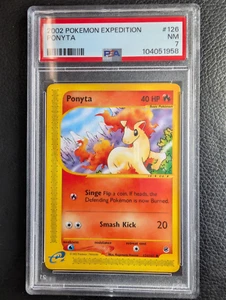 2002 POKEMON EXPEDITION #126
PONYTA NM
PSA 7
104051958
Ponyta 40 HP
Singe Flip a coin. If heads, the
Defending Pokémon is now Burned.
Smash Kick 20
e